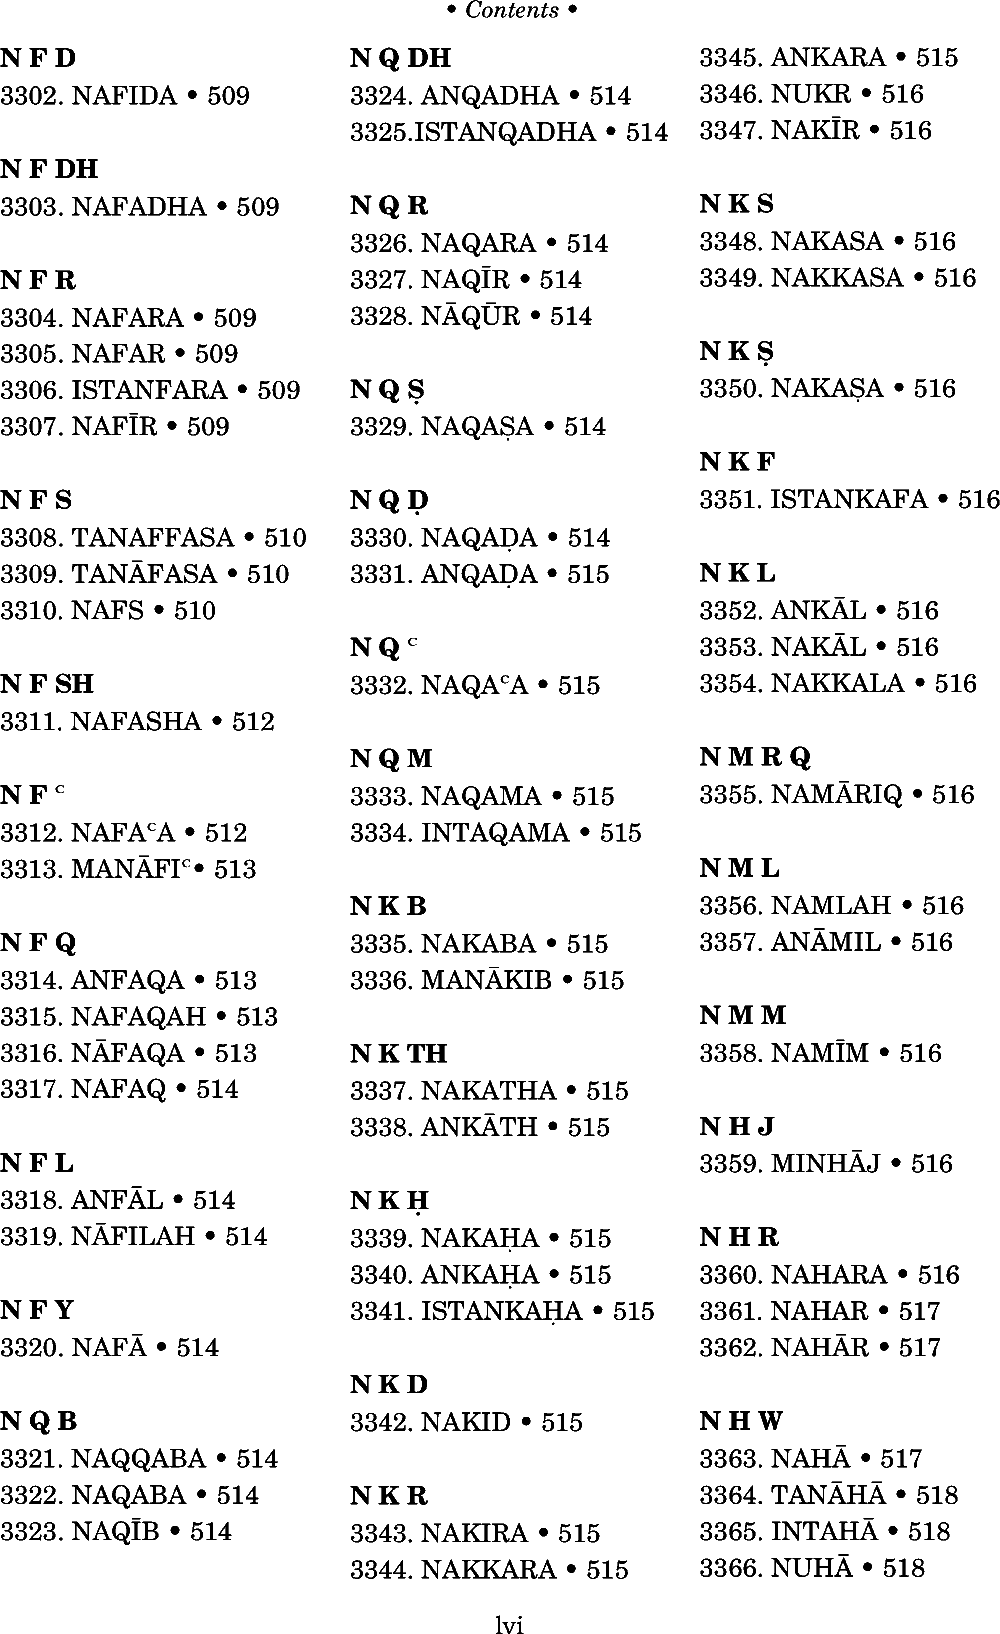 • Contents •
N F D
3302. NAFIDA • 509
N F DH
3303. NAFADHA • 509
N F R
3304. NAFARA • 509
3305. NAFAR • 509
3306. ISTANFARA • 509
3307. NAFĪR • 509
N F S
3308. TANAFFASA • 510
3309. TANĀFASA • 510
3310. NAFS • 510
N F SH
3311. NAFASHA • 512
N F ᶜ
3312. NAFAᶜA • 512
3313. MANĀFIᶜ• 513
N F Q
3314. ANFAQA • 513
3315. NAFAQAH • 513
3316. NĀFAQA • 513
3317. NAFAQ • 514
N F L
3318. ANFĀL • 514
3319. NĀFILAH • 514
N F Y
3320. NAFĀ • 514
N Q B
3321. NAQQABA • 514
3322. NAQABA • 514
3323. NAQĪB • 514
N Q DH
3324. ANQADHA • 514
3325.ISTANQADHA • 514
N Q R
3326. NAQARA • 514
3327. NAQĪR • 514
3328. NĀQŪR • 514
N Q Ṣ
3329. NAQAṢA • 514
N Q Ḍ
3330. NAQAḌA • 514
3331. ANQAḌA • 515
N Q ᶜ
3332. NAQAᶜA • 515
N Q M
3333. NAQAMA • 515
3334. INTAQAMA • 515
N K B
3335. NAKABA • 515
3336. MANĀKIB • 515
N K TH
3337. NAKATHA • 515
3338. ANKĀTH • 515
N K Ḥ
3339. NAKAḤA • 515
3340. ANKAḤA • 515
3341. ISTANKAḤA • 515
N K D
3342. NAKID • 515
N K R
3343. NAKIRA • 515
3344. NAKKARA • 515
3345. ANKARA • 515
3346. NUKR • 516
3347. NAKĪR • 516
N K S
3348. NAKASA • 516
3349. NAKKASA • 516
N K Ṣ
3350. NAKAṢA • 516
N K F
3351. ISTANKAFA • 516
N K L
3352. ANKĀL • 516
3353. NAKĀL • 516
3354. NAKKALA • 516
N M R Q
3355. NAMĀRIQ • 516
N M L
3356. NAMLAH • 516
3357. ANĀMIL • 516
N M M
3358. NAMĪM • 516
N H J
3359. MINHĀJ • 516
N H R
3360. NAHARA • 516
3361. NAHAR • 517
3362. NAHĀR • 517
N H W
3363. NAHĀ • 517
3364. TANĀHĀ • 518
3365. INTAHĀ • 518
3366. NUHĀ • 518
lvi